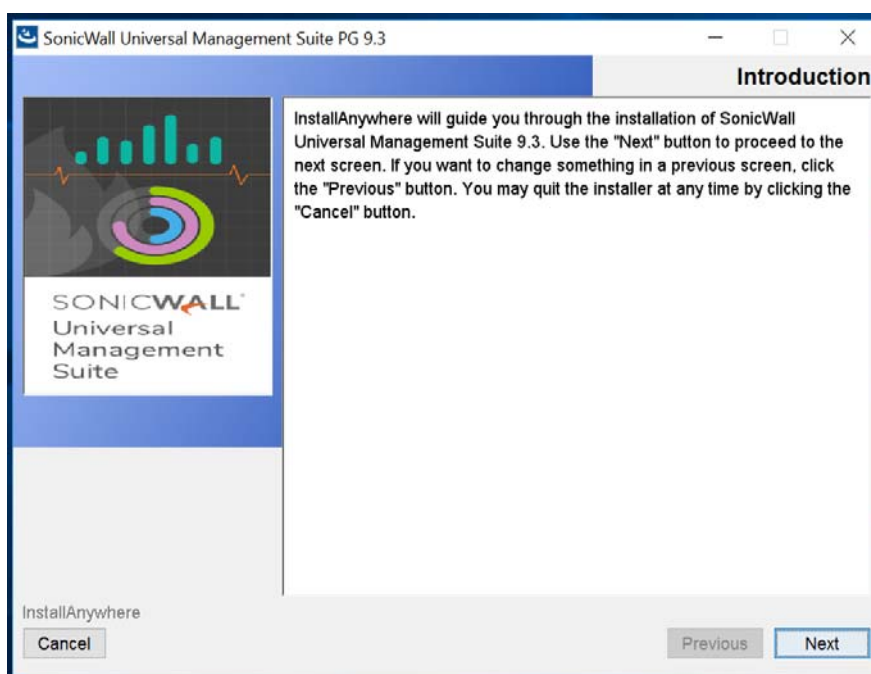 SonicWall Universal Management Suite PG 9.3
Introduction
InstallAnywhere will guide you through the installation of SonicWall
Universal Management Suite 9.3. Use the "Next" button to proceed to the
next screen. If you want to change something in a previous screen, click
the "Previous" button. You may quit the installer at any time by clicking the
"Cancel" button.
SONICWALL
Universal
Management
Suite
InstallAnywhere
Cancel
Previous
Next